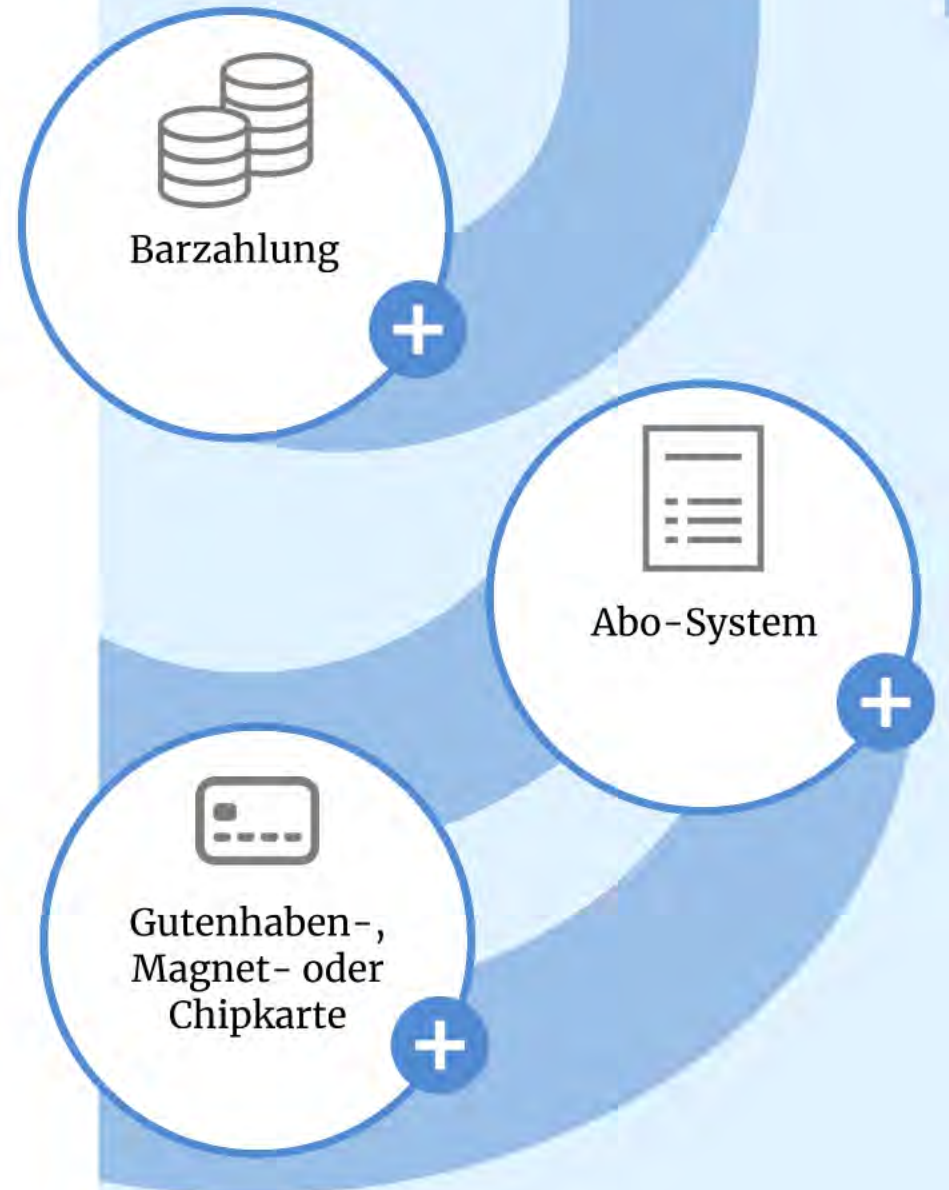 Barzahlung
Abo-System
Gutenhaben-,
Magnet- oder
Chipkarte